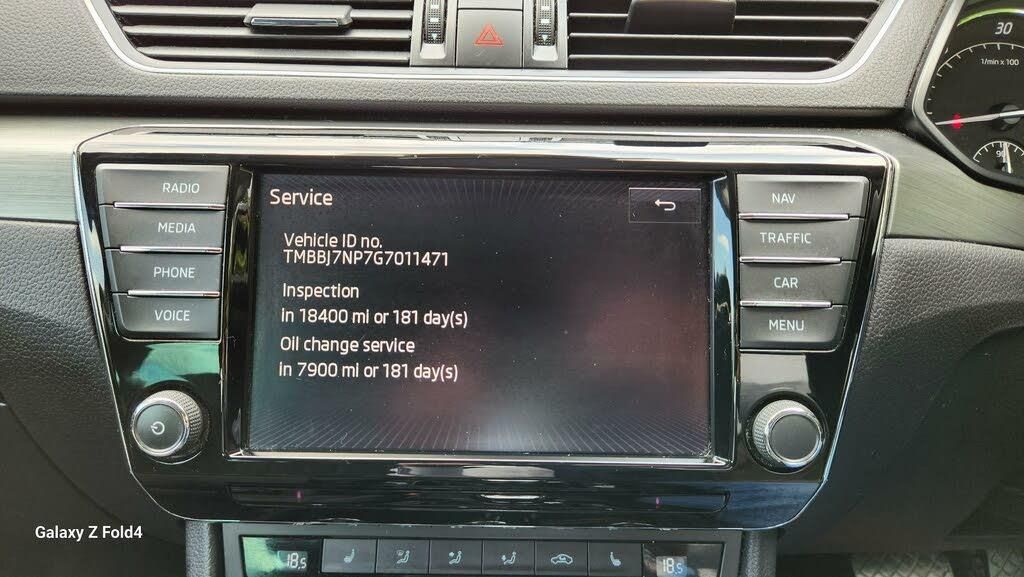 30
1/min x 100
90
RADIO
MEDIA
PHONE
VOICE
Service
Vehicle ID no.
TMBBJ7NP7G7011471
Inspection
in 18400 mi or 181 day(s)
Oil change service
in 7900 mi or 181 day(s)
NAV
TRAFFIC
CAR
MENU
Galaxy Z Fold4
18.5
18.5